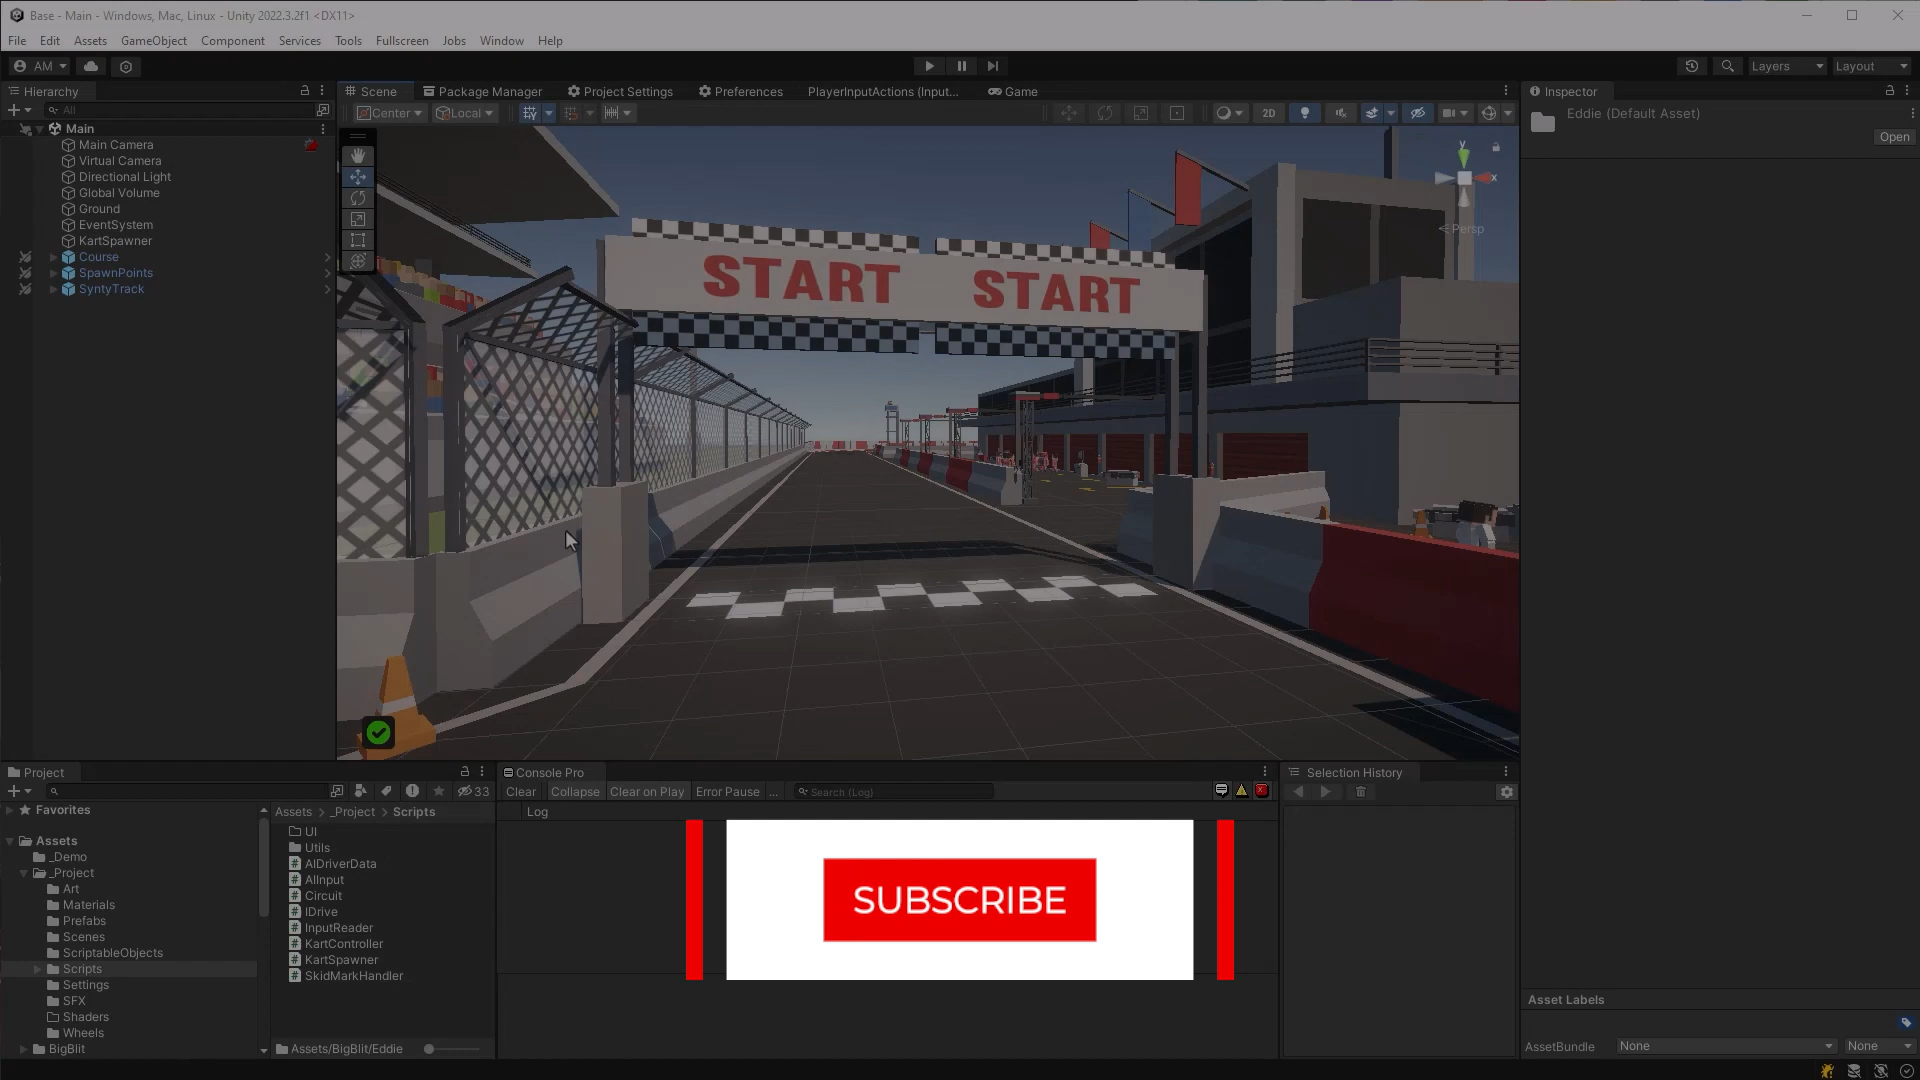 Base - Main - Windows, Mac, Linux - Unity 2022.3.2f1 <DX11>
File Edit Assets GameObject Component Services Tools Fullscreen Jobs Window Help
AM
Layers
Layout
Hierarchy
All
Main
Main Camera
Virtual Camera
Directional Light
Global Volume
Ground
EventSystem
KartSpawner
Course
SpawnPoints
SyntyTrack
Scene
Package Manager
Project Settings
Preferences
PlayerInputActions (Input...
Game
Center
Local
2D
y
x
Persp
START START
Inspector
Eddie (Default Asset)
Open
Project
33
Favorites
Assets
_Demo
_Project
Art
Materials
Prefabs
Scenes
ScriptableObjects
Scripts
Settings
SFX
Shaders
Wheels
BigBlit
Assets > _Project > Scripts
UI
Utils
AIDriverData
AIInput
Circuit
IDrive
InputReader
KartController
KartSpawner
SkidMarkHandler
Assets/BigBlit/Eddie
Console Pro
Clear Collapse Clear on Play Error Pause ...
Search (Log)
Log
SUBSCRIBE
Selection History
Asset Labels
AssetBundle None None